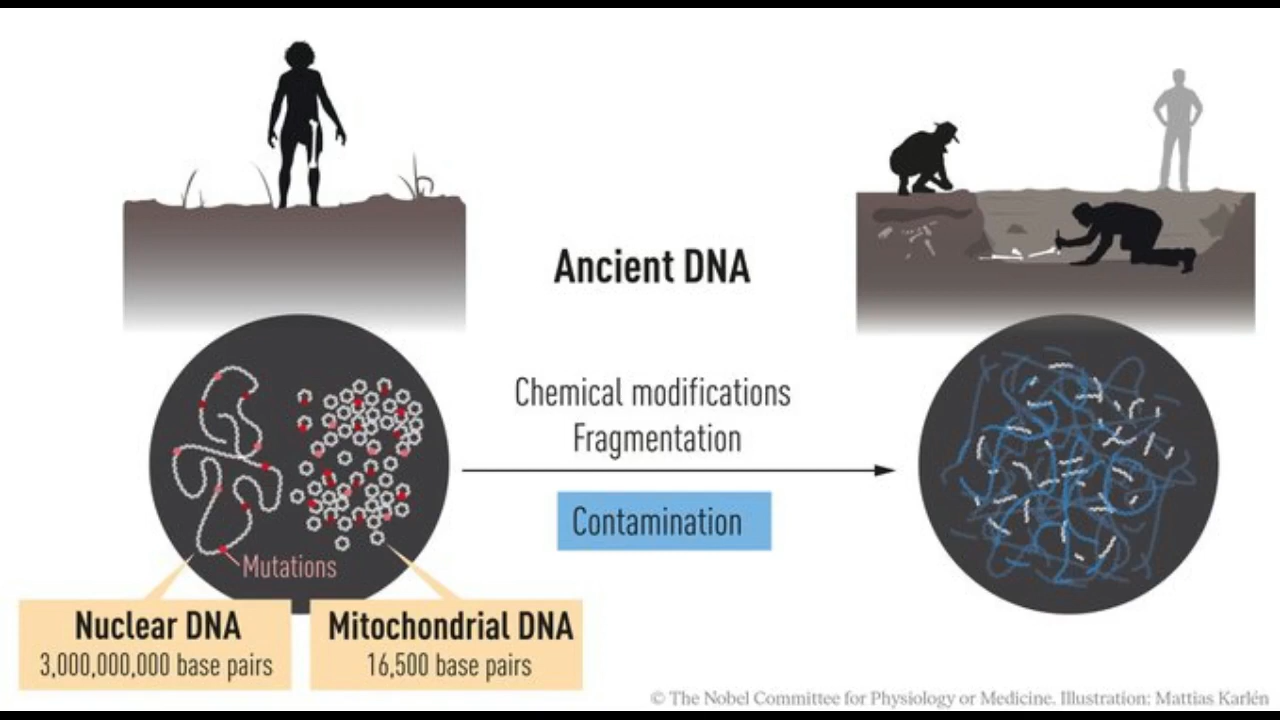 Ancient DNA
Chemical modifications
Fragmentation
Contamination
Mutations
Nuclear DNA
3,000,000,000 base pairs
Mitochondrial DNA
16,500 base pairs
© The Nobel Committee for Physiology or Medicine. Illustration: Mattias Karlén